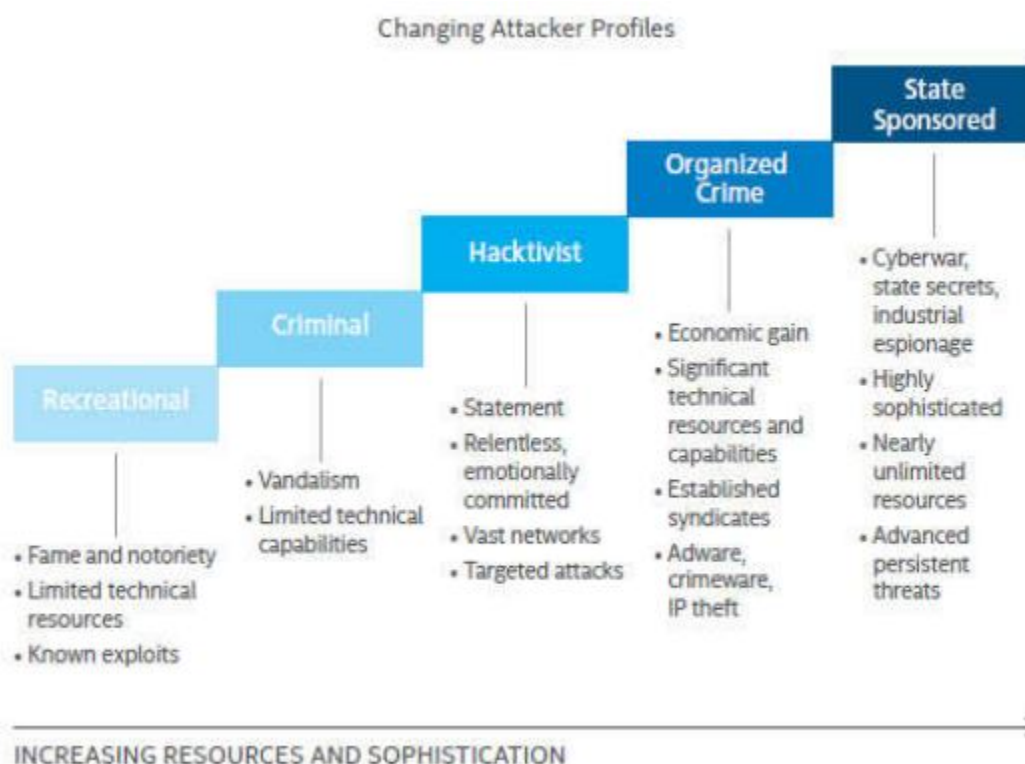 Changing Attacker Profiles
State
Sponsored
Organized
Crime
Hacktivist
Criminal
Recreational
• Fame and notoriety
• Limited technical
resources
• Known exploits
• Vandalism
• Limited technical
capabilities
• Statement
• Relentless,
emotionally
committed
• Vast networks
• Targeted attacks
• Economic gain
• Significant
technical
resources and
capabilities
• Established
syndicates
• Adware,
crimeware,
IP theft
• Cyberwar,
state secrets,
industrial
espionage
• Highly
sophisticated
• Nearly
unlimited
resources
• Advanced
persistent
threats
INCREASING RESOURCES AND SOPHISTICATION